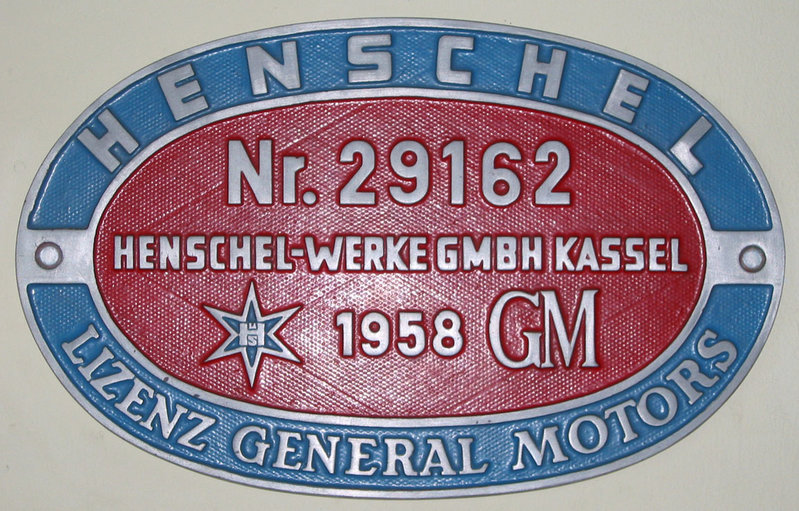 HENSCHEL
Nr. 29162
HENSCHEL-WERKE GMBH KASSEL
1958 GM
LIZENZ GENERAL MOTORS